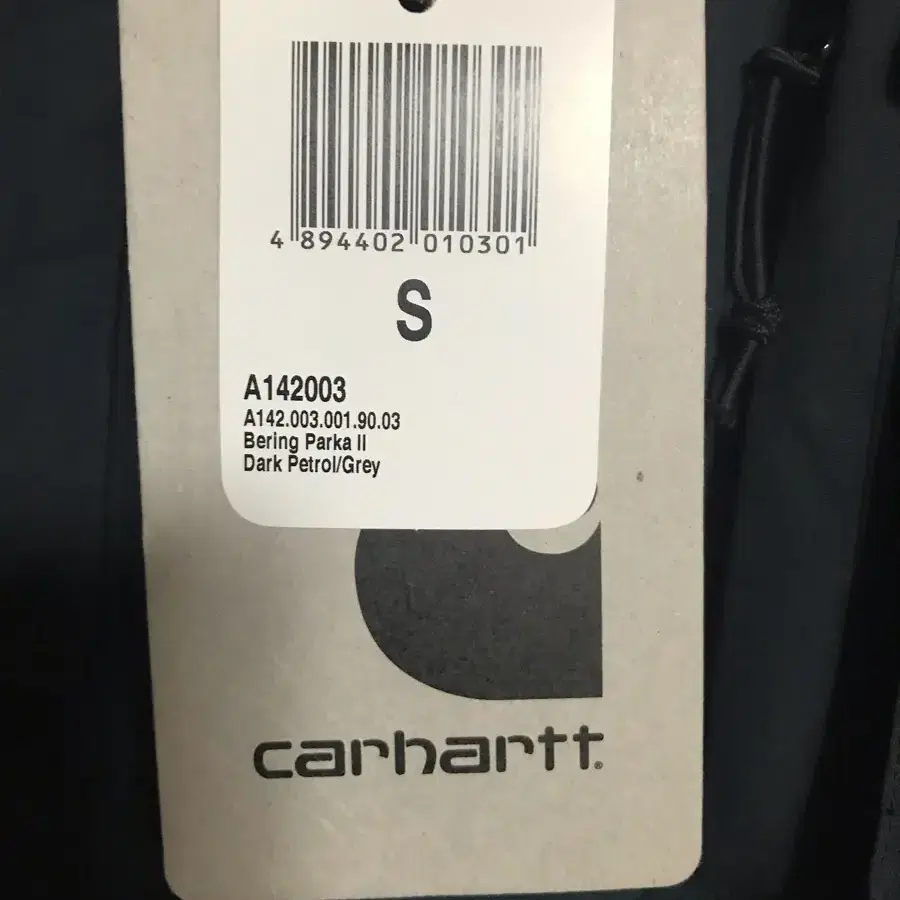 4 894402 010301
S
A142003
A142.003.001.90.03
Bering Parka II
Dark Petrol/Grey
carhartt.